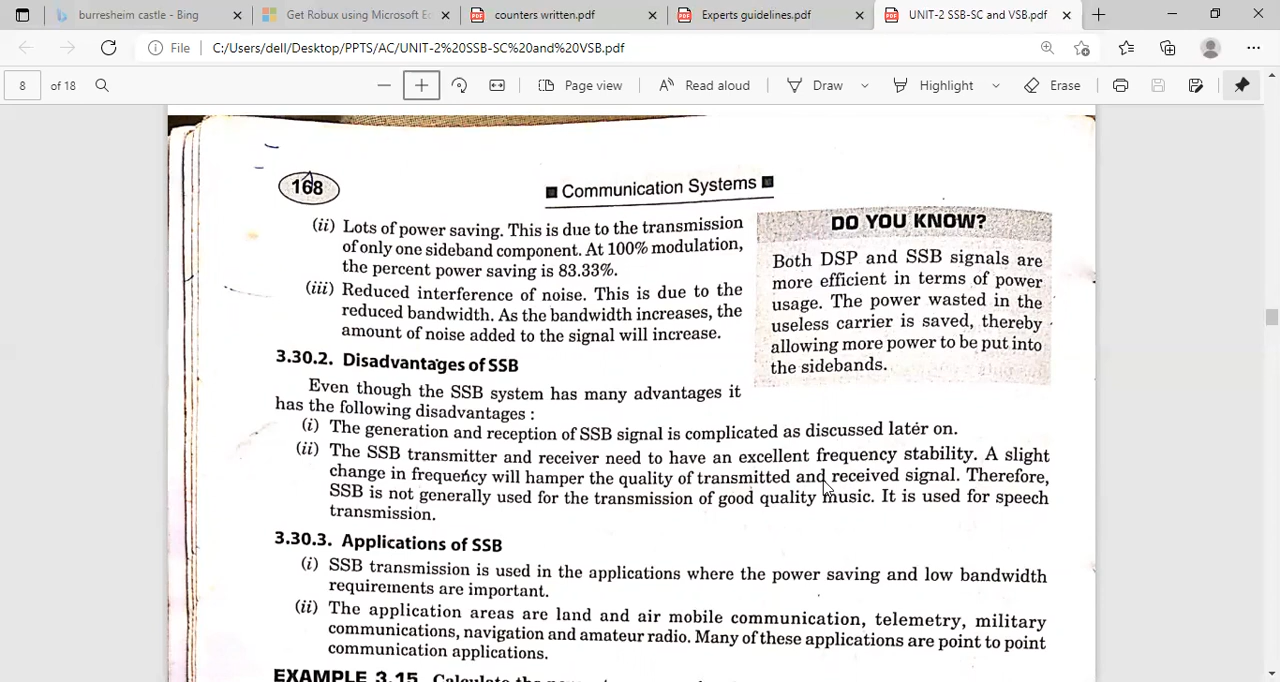 burresheim castle - Bing
Get Robux using Microsoft E
counters written.pdf
Experts guidelines.pdf
UNIT-2 SSB-SC and VSB.pdf
File
C:/Users/dell/Desktop/PPTS/AC/UNIT-2%20SSB-SC%20and%20VSB.pdf
8 of 18
Page view
Read aloud
Draw
Highlight
Erase
168
Communication Systems
(ii) Lots of power saving. This is due to the transmission
of only one sideband component. At 100% modulation,
the percent power saving is 83.33%.
(iii) Reduced interference of noise. This is due to the
reduced bandwidth. As the bandwidth increases, the
amount of noise added to the signal will increase.
DO YOU KNOW?
Both DSP and SSB signals are
more efficient in terms of power
usage. The power wasted in the
useless carrier is saved, thereby
allowing more power to be put into
the sidebands.
3.30.2. Disadvantages of SSB
Even though the SSB system has many advantages it
has the following disadvantages :
(i) The generation and reception of SSB signal is complicated as discussed later on.
(ii) The SSB transmitter and receiver need to have an excellent frequency stability. A slight
change in frequency will hamper the quality of transmitted and received signal. Therefore,
SSB is not generally used for the transmission of good quality music. It is used for speech
transmission.
3.30.3. Applications of SSB
(i) SSB transmission is used in the applications where the power saving and low bandwidth
requirements are important.
(ii) The application areas are land and air mobile communication, telemetry, military
communications, navigation and amateur radio. Many of these applications are point to point
communication applications.
EXAMPLE 3.15. Calculate the